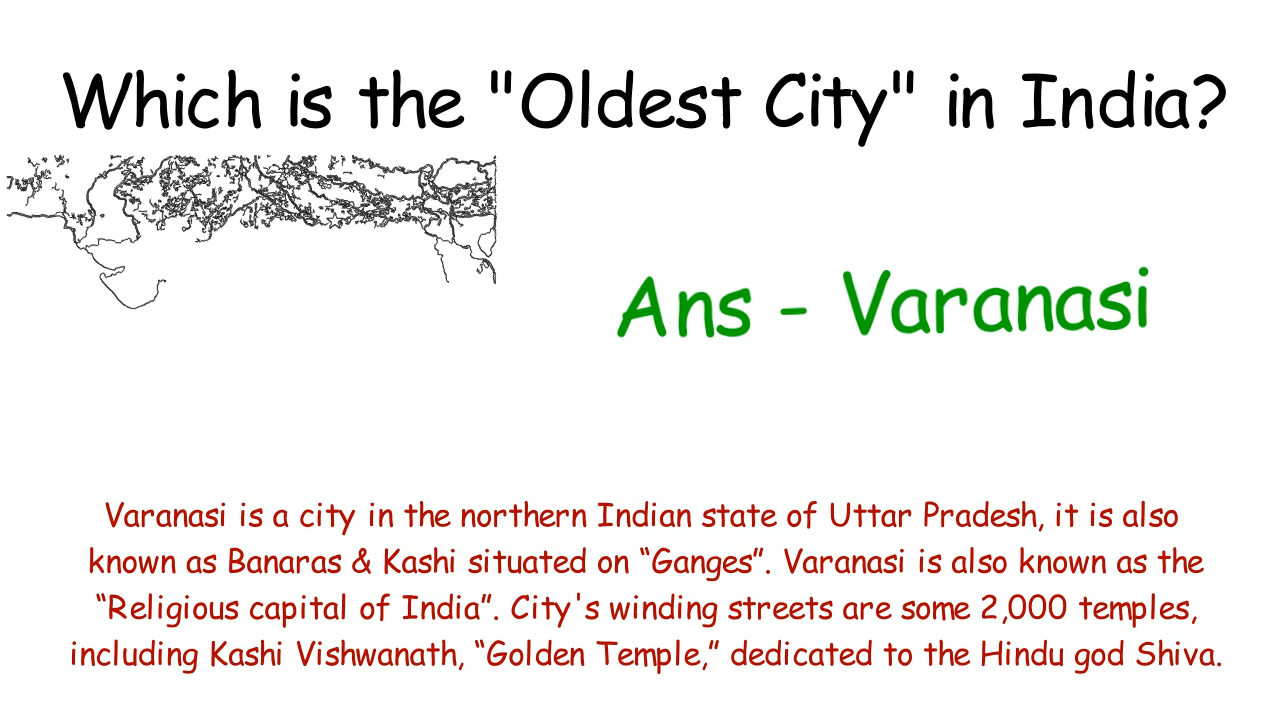 Which is the "Oldest City" in India?
Ans - Varanasi
Varanasi is a city in the northern Indian state of Uttar Pradesh, it is also
known as Banaras & Kashi situated on “Ganges”. Varanasi is also known as the
“Religious capital of India”. City's winding streets are some 2,000 temples,
including Kashi Vishwanath, “Golden Temple,” dedicated to the Hindu god Shiva.